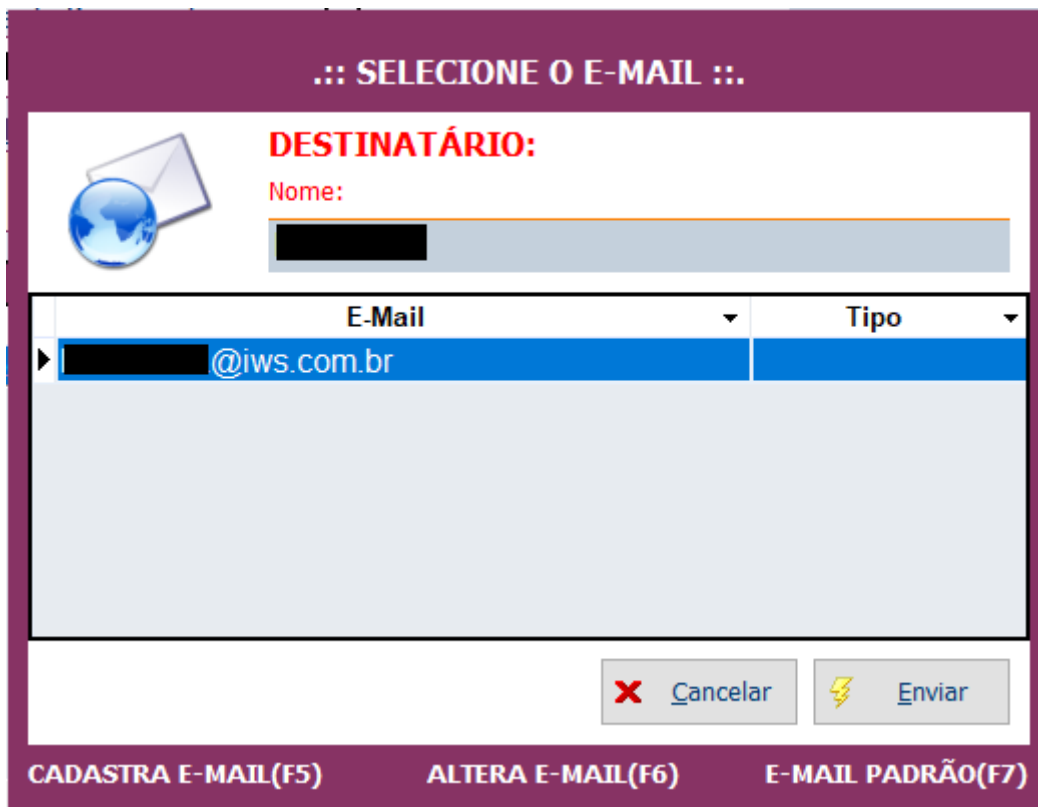 .:: SELECIONE O E-MAIL ::.
DESTINATÁRIO:
Nome:
E-Mail Tipo
@iws.com.br
Cancelar Enviar
CADASTRA E-MAIL(F5) ALTERA E-MAIL(F6) E-MAIL PADRÃO(F7)